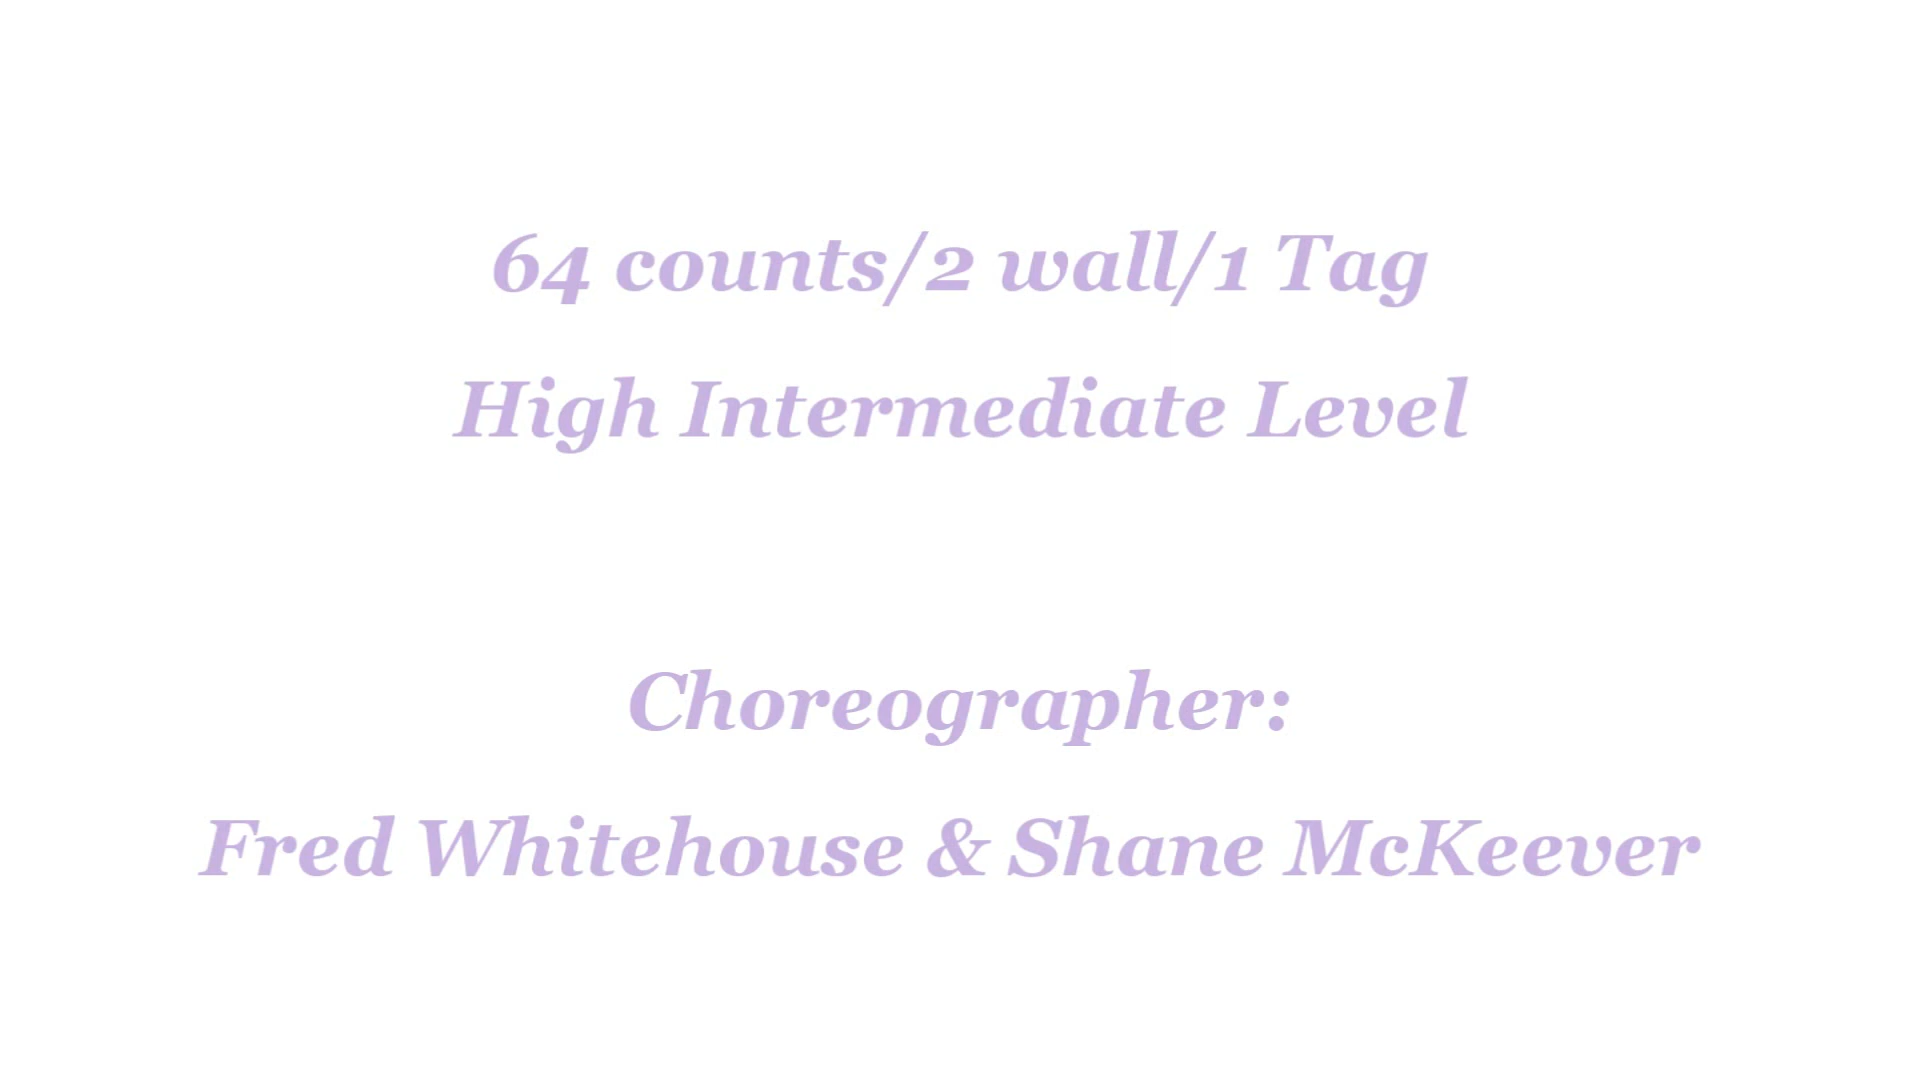 64 counts/2 wall/1 Tag
High Intermediate Level
Choreographer:
Fred Whitehouse & Shane McKeever